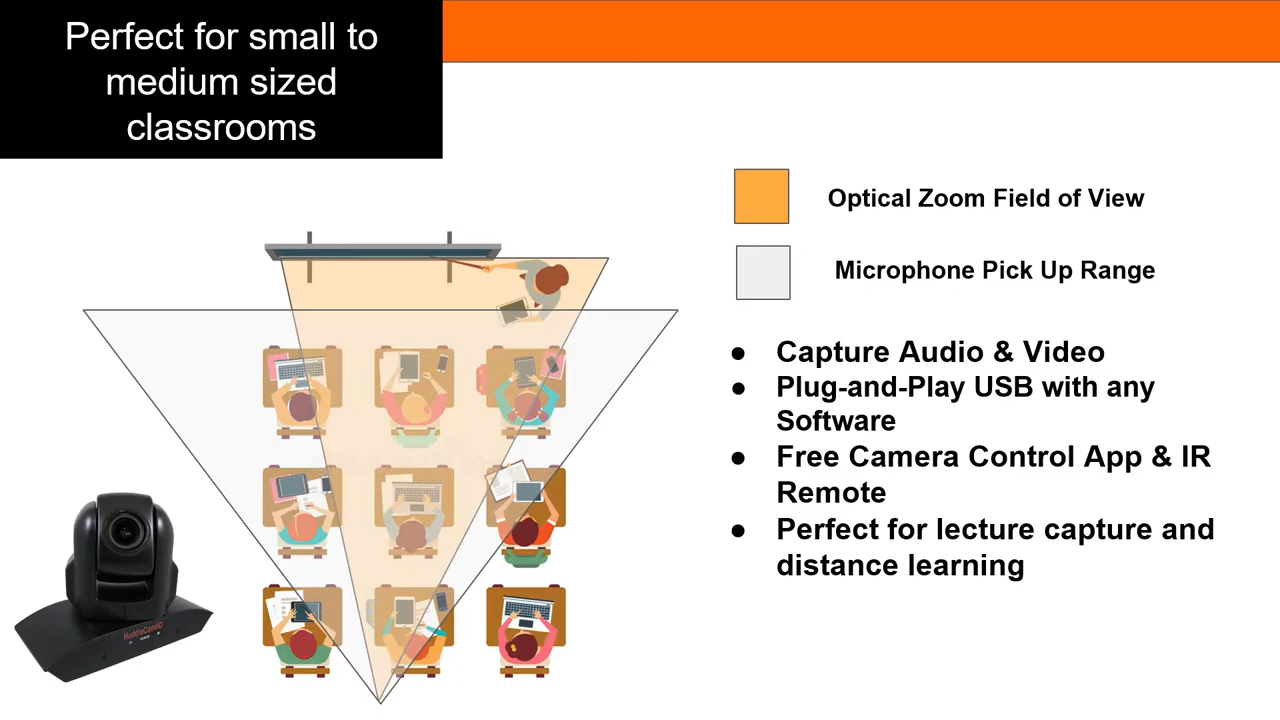 Perfect for small to
medium sized
classrooms
Optical Zoom Field of View
Microphone Pick Up Range
● Capture Audio & Video
● Plug-and-Play USB with any
Software
● Free Camera Control App & IR
Remote
● Perfect for lecture capture and
distance learning
HuddleCamHD